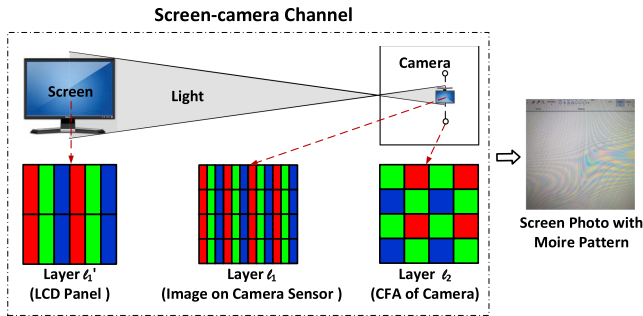 Screen-camera Channel
Screen
Light
Camera
Layer ℓ₁'
(LCD Panel )
Layer ℓ₁
(Image on Camera Sensor )
Layer ℓ₂
(CFA of Camera)
Screen Photo with
Moire Pattern